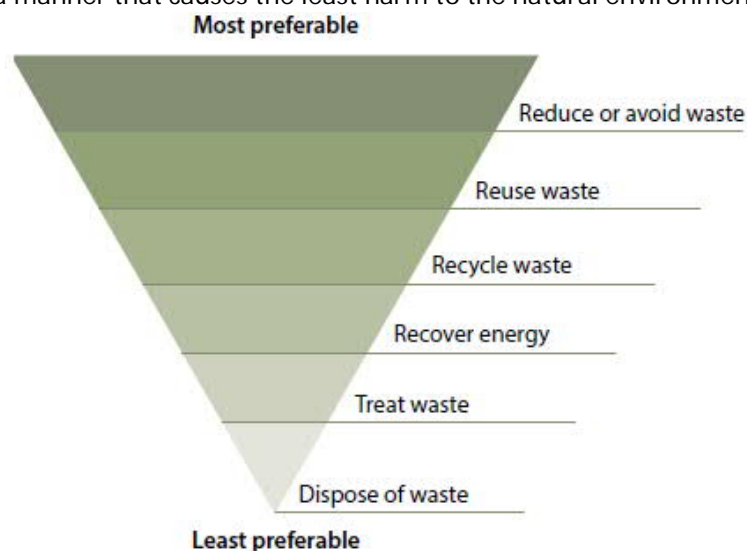 a manner that causes the least harm to the natural environmen
Most preferable
Reduce or avoid waste
Reuse waste
Recycle waste
Recover energy
Treat waste
Dispose of waste
Least preferable